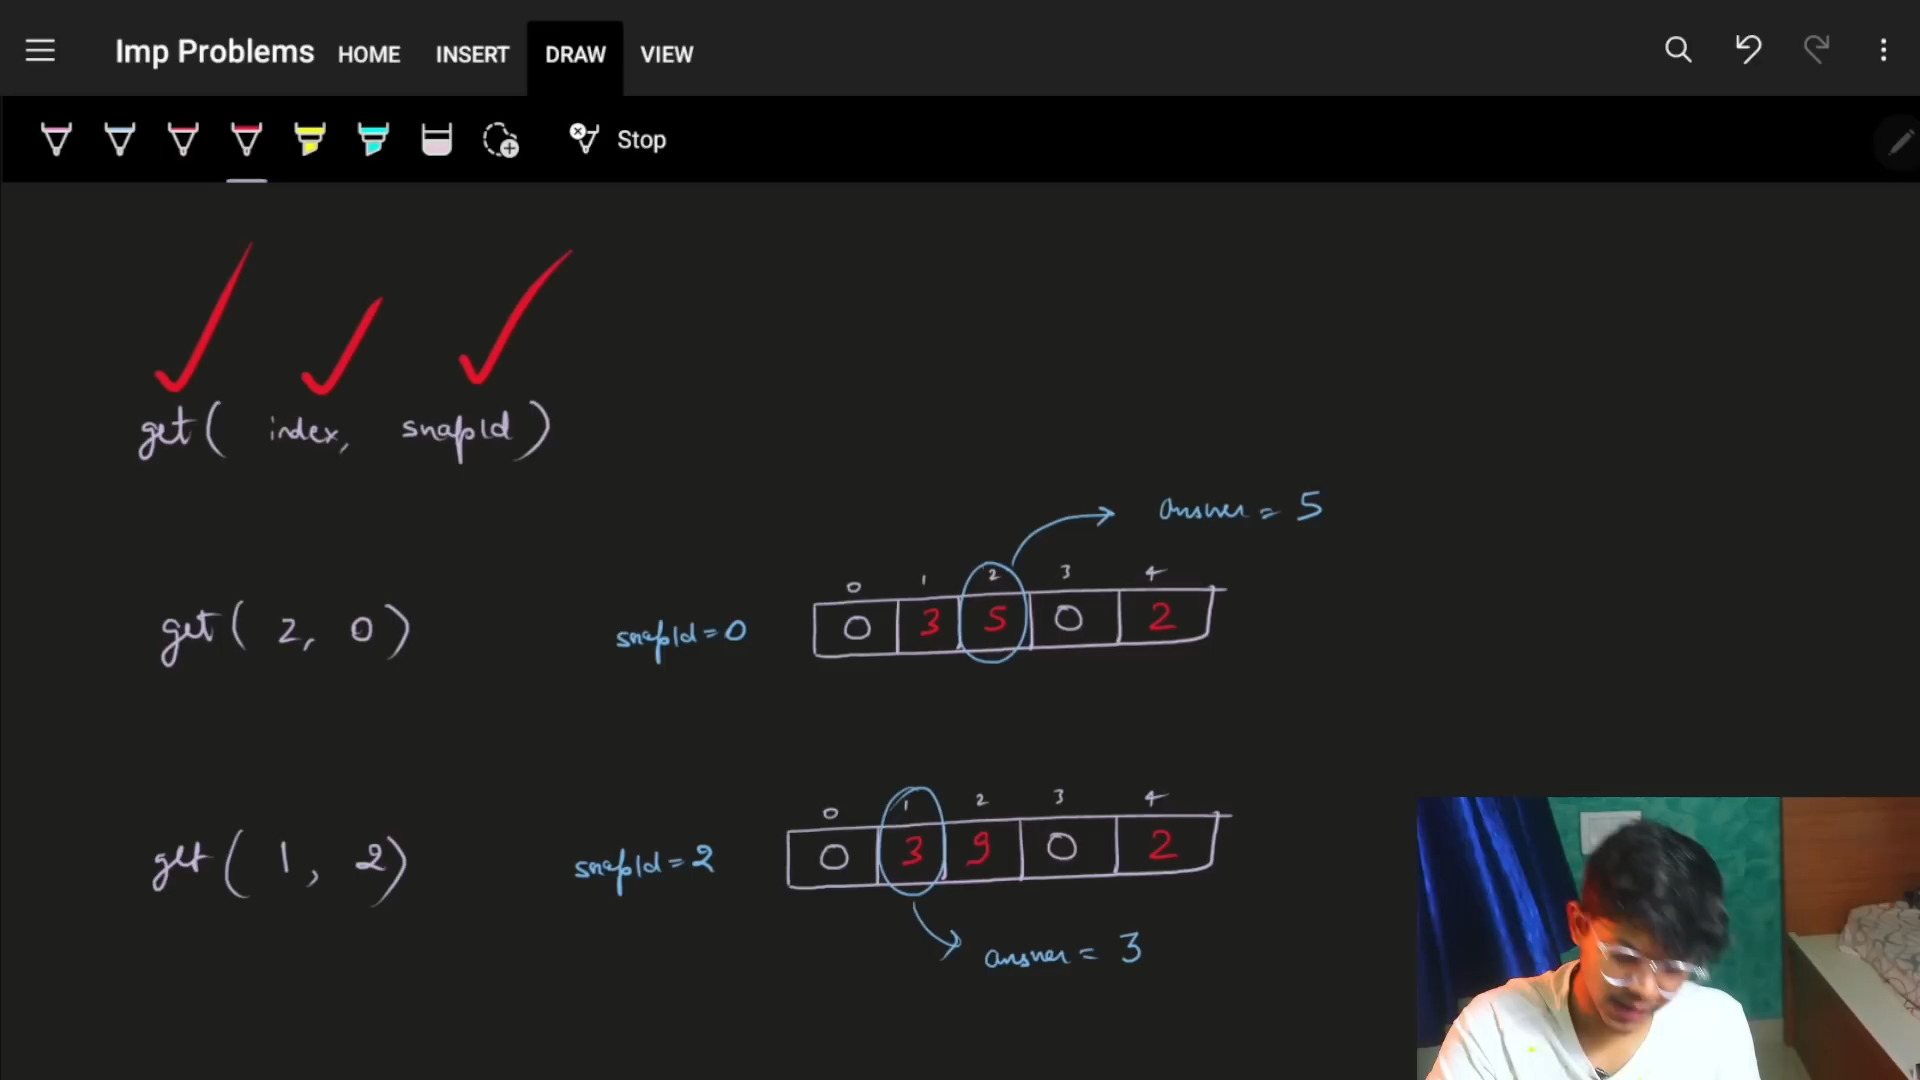 Imp Problems HOME INSERT DRAW VIEW
Stop
get( index, snapId )
answer = 5
0 1 2 3 4
get( 2, 0 ) snapId = 0 0 3 5 0 2
0 1 2 3 4
get( 1, 2 ) snapId = 2 0 3 9 0 2
answer = 3